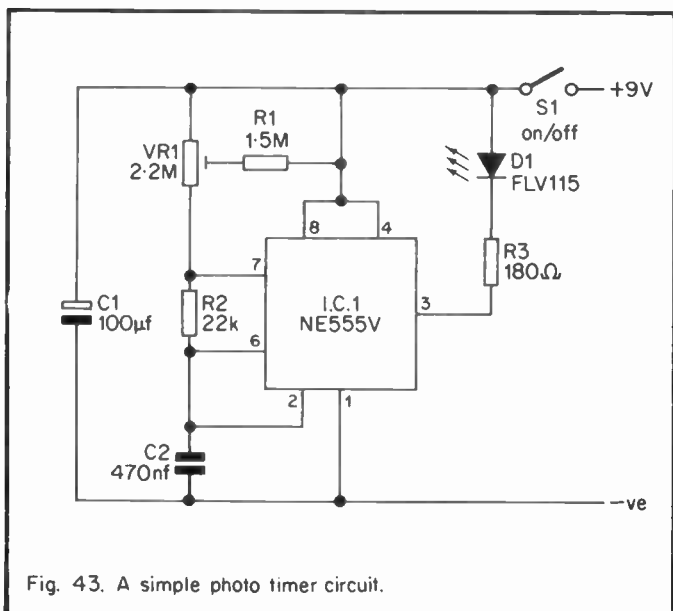 +9V
S1
on/off
R1
1·5M
VR1
2·2M
D1
FLV115
8
4
R3
180Ω
7
C1
100µf
R2
22k
I.C.1
NE555V
3
6
2
1
C2
470nf
-ve
Fig. 43. A simple photo timer circuit.